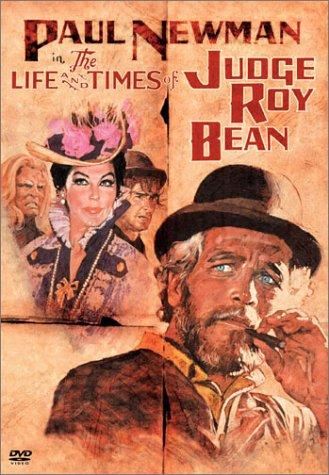 PAUL NEWMAN
in The
LIFE AND TIMES of
JUDGE
ROY
BEAN
DVD
VIDEO